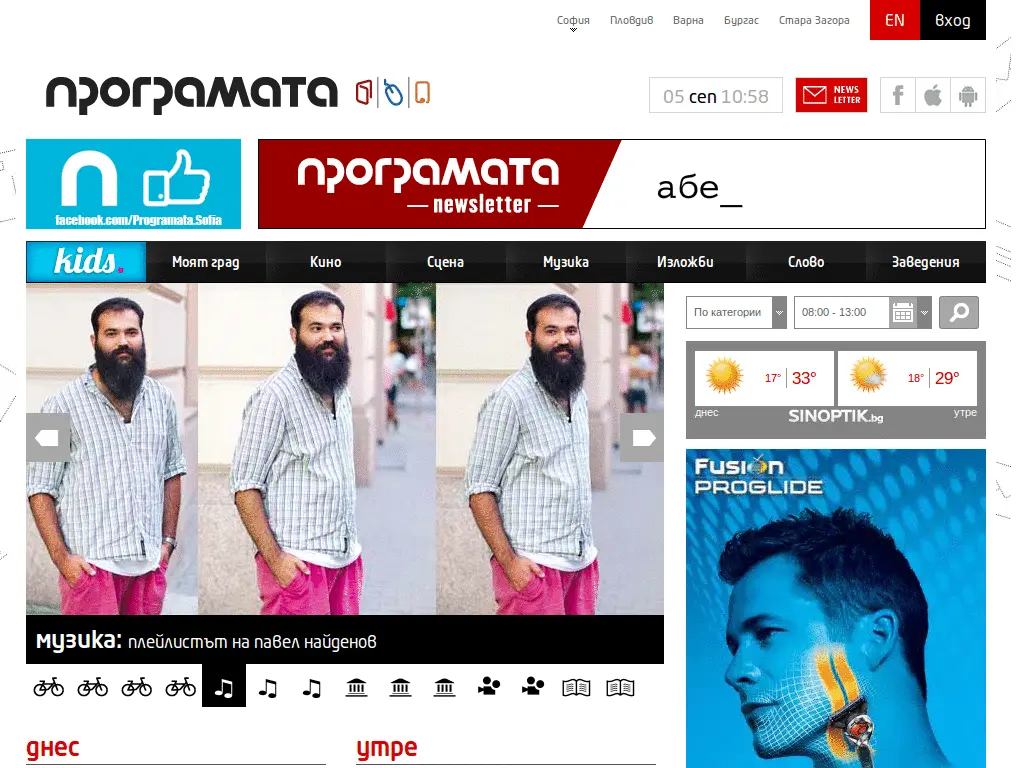 София Пловдив Варна Бургас Стара Загора EN Вход
програмата
05 сеп 10:58
NEWS
LETTER
facebook.com/Programata.Sofia
програмата
newsletter
абе_
kids. Моят град Кино Сцена Музика Изложби Слово Заведения
По категории 08:00 - 13:00
17° 33° 18° 29°
днес SINOPTIK.bg утре
Fusion
PROGLIDE
музика: плейлистът на павел найденов
днес утре